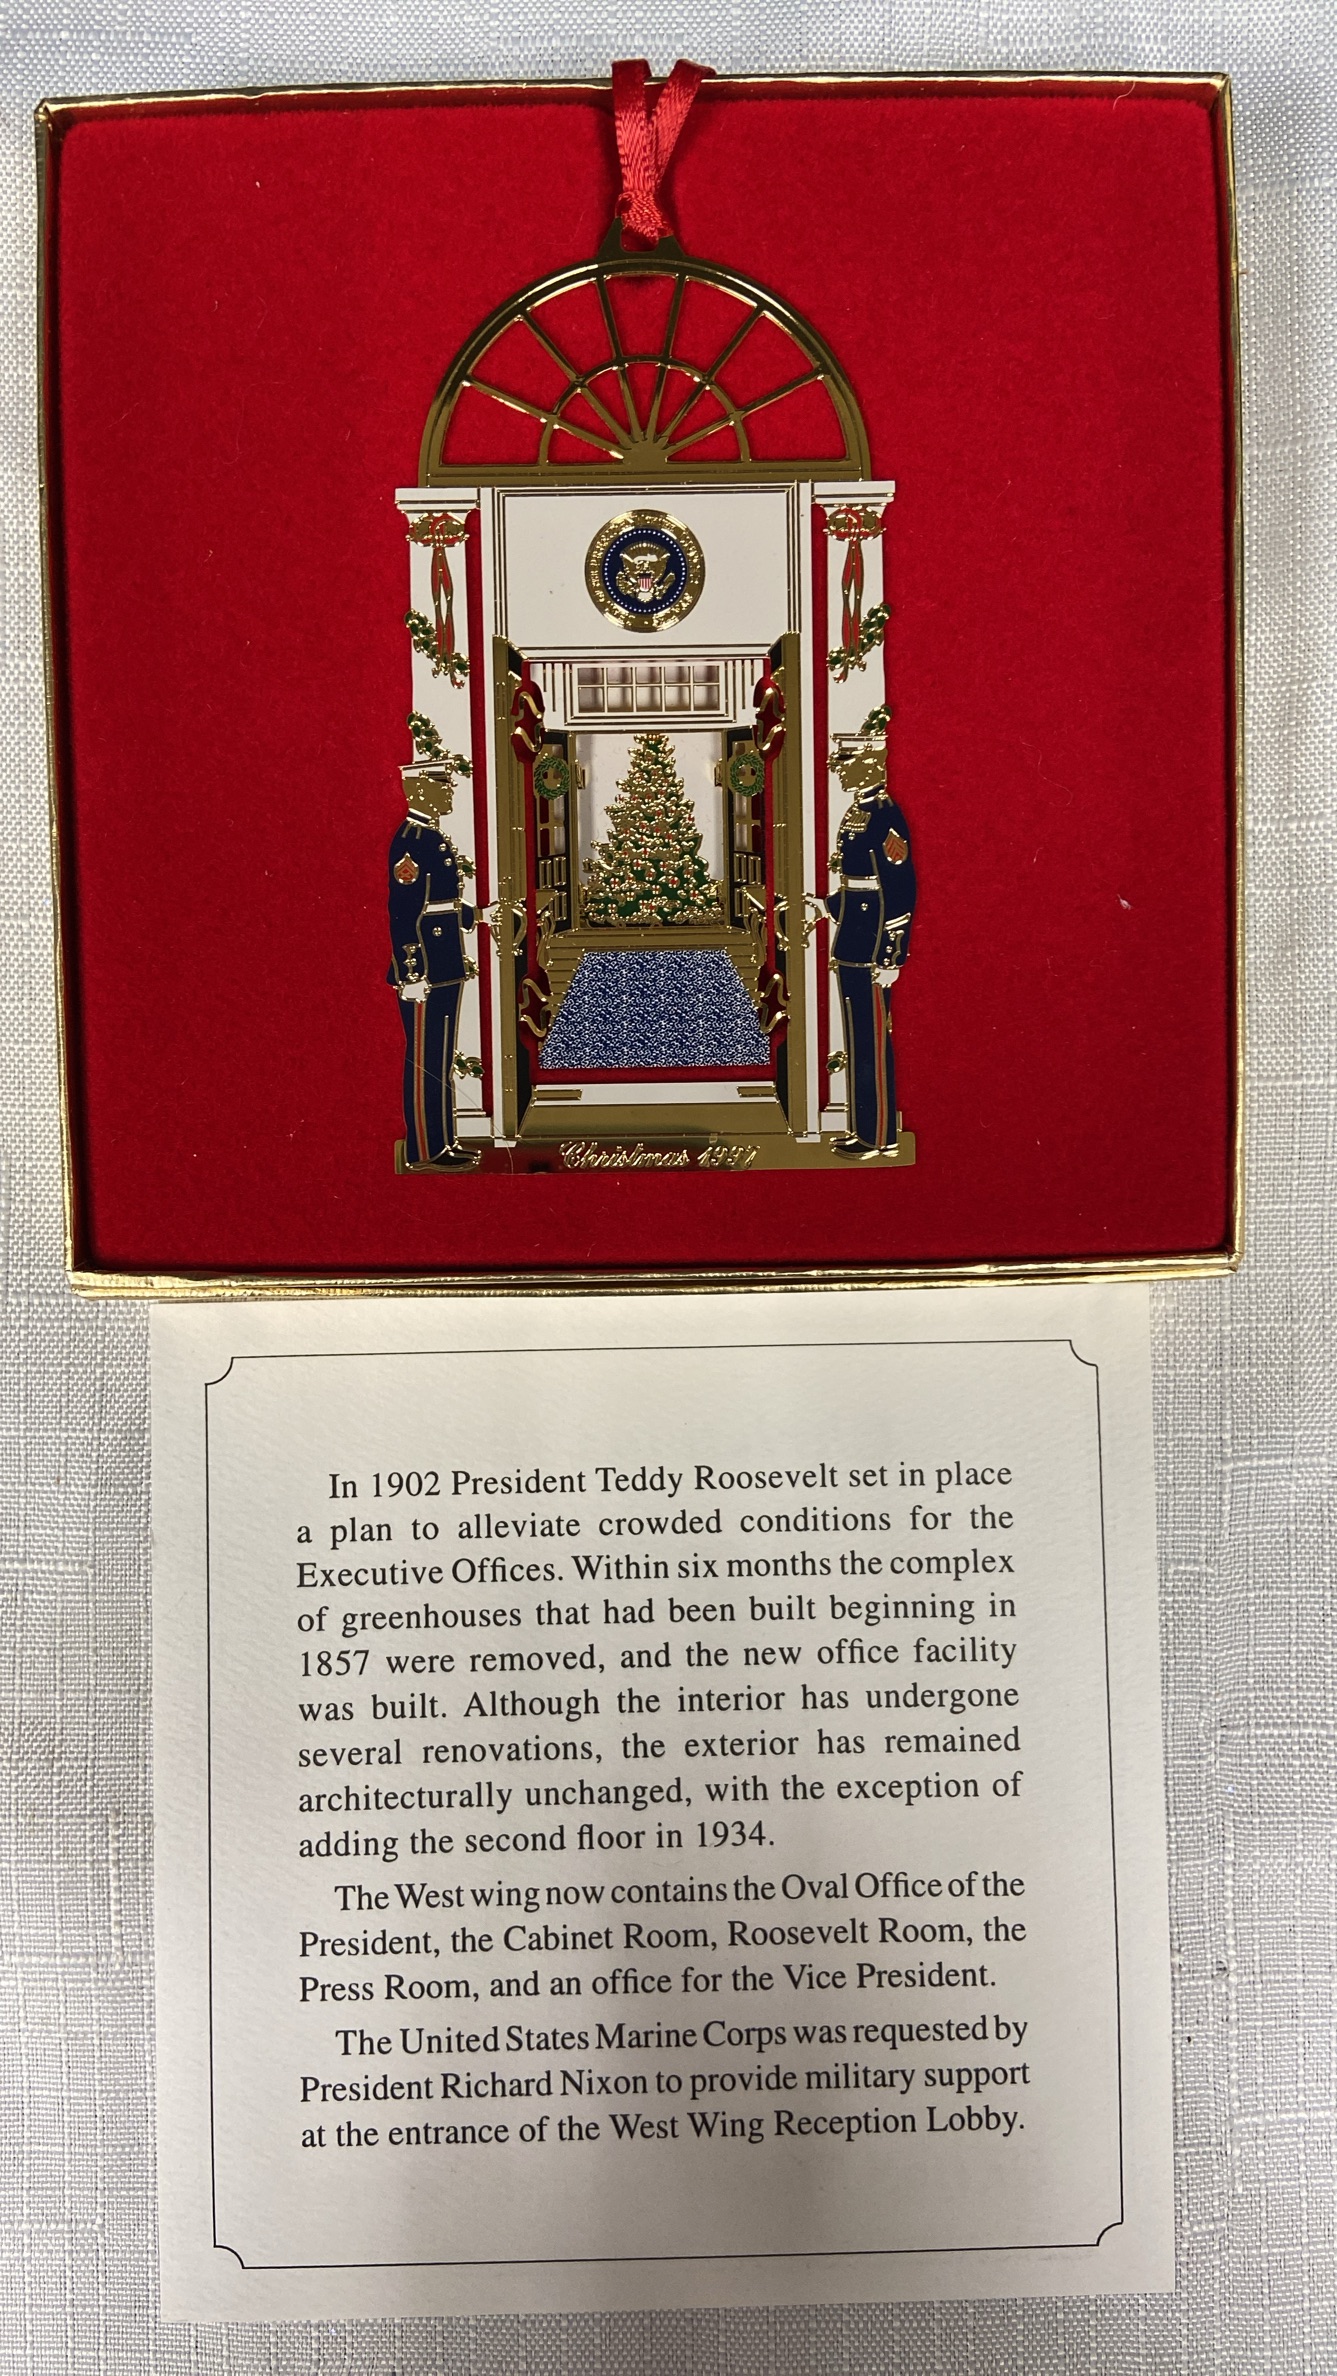 Christmas 1997
In 1902 President Teddy Roosevelt set in place
a plan to alleviate crowded conditions for the
Executive Offices. Within six months the complex
of greenhouses that had been built beginning in
1857 were removed, and the new office facility
was built. Although the interior has undergone
several renovations, the exterior has remained
architecturally unchanged, with the exception of
adding the second floor in 1934.
The West wing now contains the Oval Office of the
President, the Cabinet Room, Roosevelt Room, the
Press Room, and an office for the Vice President.
The United States Marine Corps was requested by
President Richard Nixon to provide military support
at the entrance of the West Wing Reception Lobby.